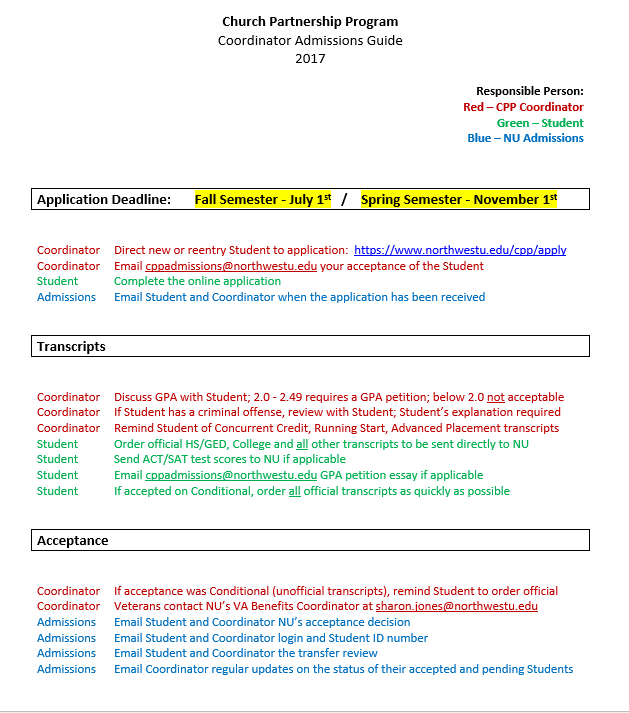 Church Partnership Program
Coordinator Admissions Guide
2017
Responsible Person:
Red – CPP Coordinator
Green – Student
Blue – NU Admissions
Application Deadline: Fall Semester - July 1st / Spring Semester - November 1st
Coordinator Direct new or reentry Student to application: https://www.northwestu.edu/cpp/apply
Coordinator Email cppadmissions@northwestu.edu your acceptance of the Student
Student Complete the online application
Admissions Email Student and Coordinator when the application has been received
Transcripts
Coordinator Discuss GPA with Student; 2.0 - 2.49 requires a GPA petition; below 2.0 not acceptable
Coordinator If Student has a criminal offense, review with Student; Student's explanation required
Coordinator Remind Student of Concurrent Credit, Running Start, Advanced Placement transcripts
Student Order official HS/GED, College and all other transcripts to be sent directly to NU
Student Send ACT/SAT test scores to NU if applicable
Student Email cppadmissions@northwestu.edu GPA petition essay if applicable
Student If accepted on Conditional, order all official transcripts as quickly as possible
Acceptance
Coordinator If acceptance was Conditional (unofficial transcripts), remind Student to order official
Coordinator Veterans contact NU's VA Benefits Coordinator at sharon.jones@northwestu.edu
Admissions Email Student and Coordinator NU's acceptance decision
Admissions Email Student and Coordinator login and Student ID number
Admissions Email Student and Coordinator the transfer review
Admissions Email Coordinator regular updates on the status of their accepted and pending Students